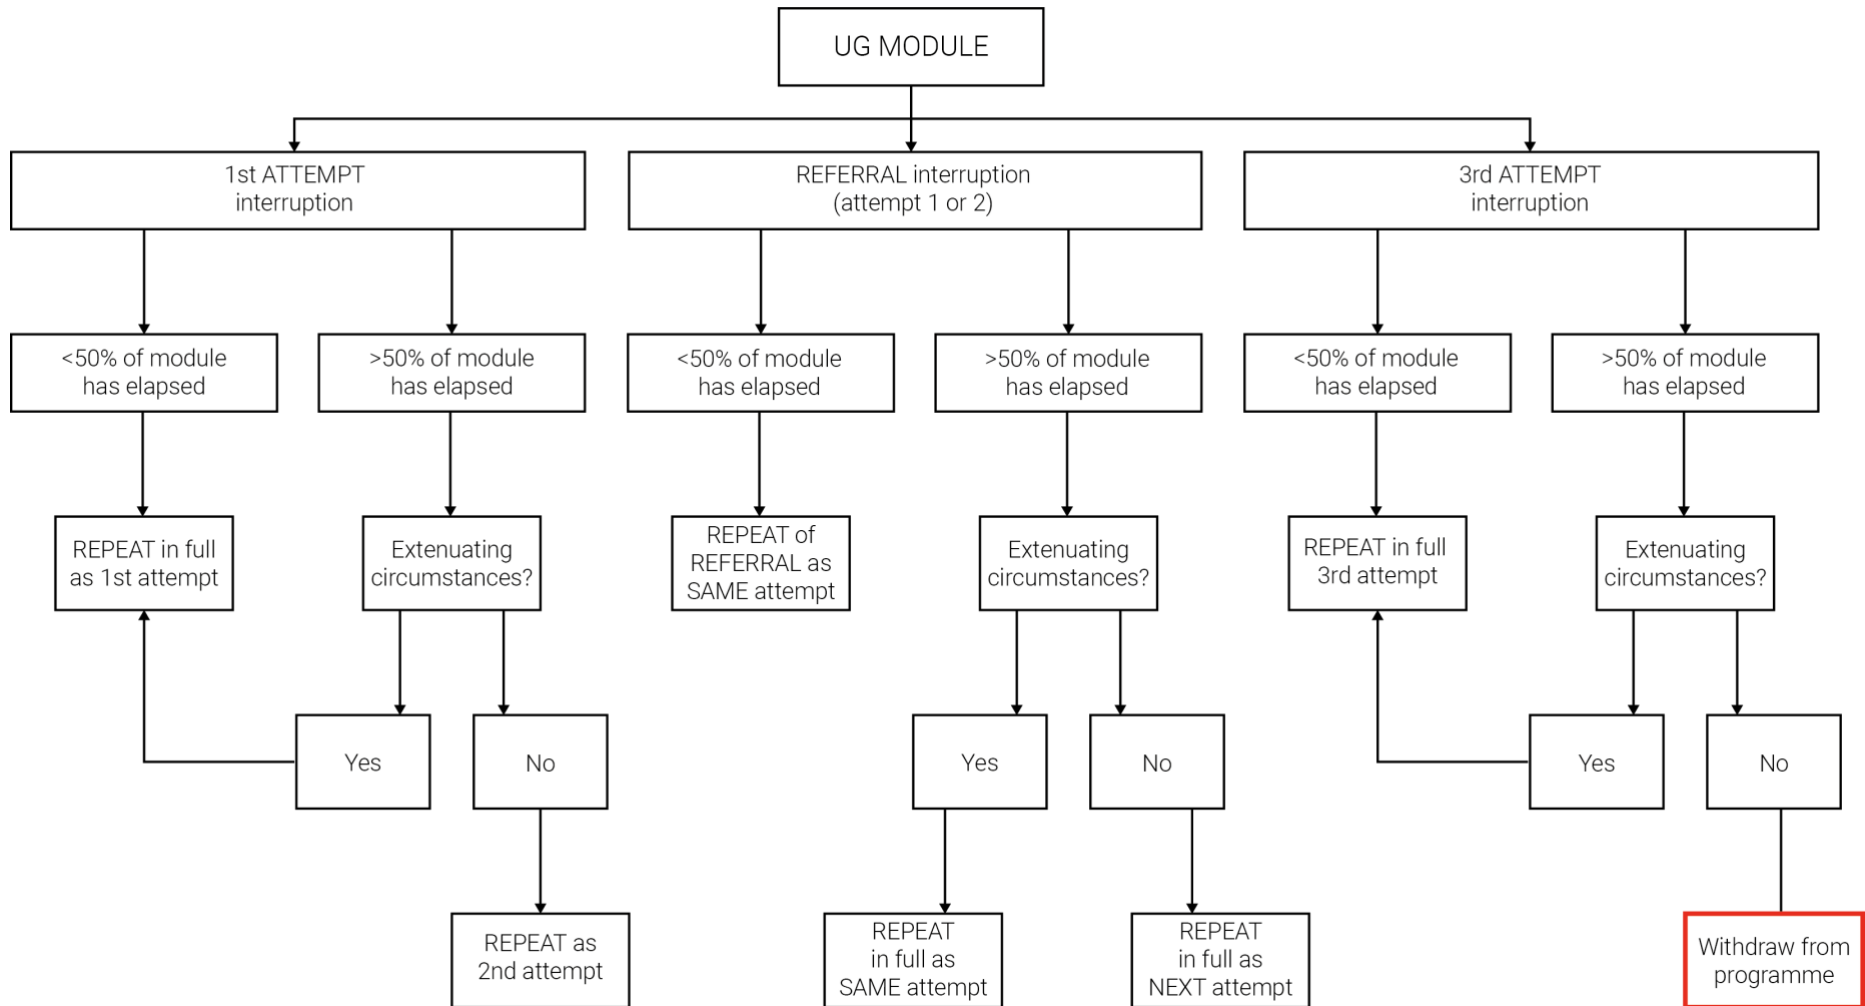 UG MODULE
1st ATTEMPT
interruption
REFERRAL interruption
(attempt 1 or 2)
3rd ATTEMPT
interruption
<50% of module
has elapsed
>50% of module
has elapsed
<50% of module
has elapsed
>50% of module
has elapsed
<50% of module
has elapsed
>50% of module
has elapsed
REPEAT in full
as 1st attempt
Extenuating
circumstances?
REPEAT of
REFERRAL as
SAME attempt
Extenuating
circumstances?
REPEAT in full
3rd attempt
Extenuating
circumstances?
Yes
No
Yes
No
Yes
No
REPEAT as
2nd attempt
REPEAT
in full as
SAME attempt
REPEAT
in full as
NEXT attempt
Withdraw from
programme